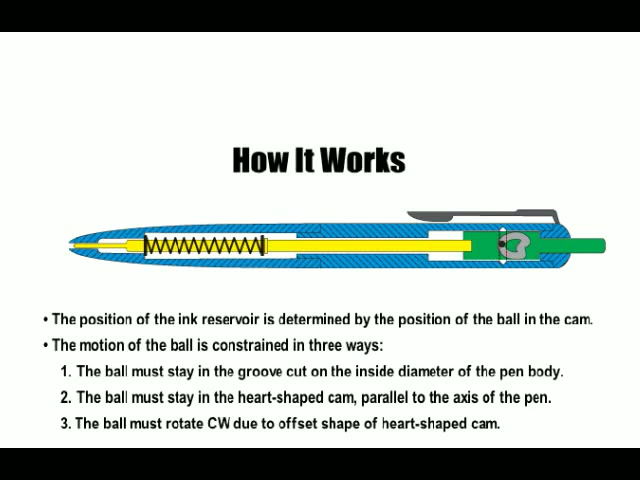 How It Works
• The position of the ink reservoir is determined by the position of the ball in the cam.
• The motion of the ball is constrained in three ways:
1. The ball must stay in the groove cut on the inside diameter of the pen body.
2. The ball must stay in the heart-shaped cam, parallel to the axis of the pen.
3. The ball must rotate CW due to offset shape of heart-shaped cam.